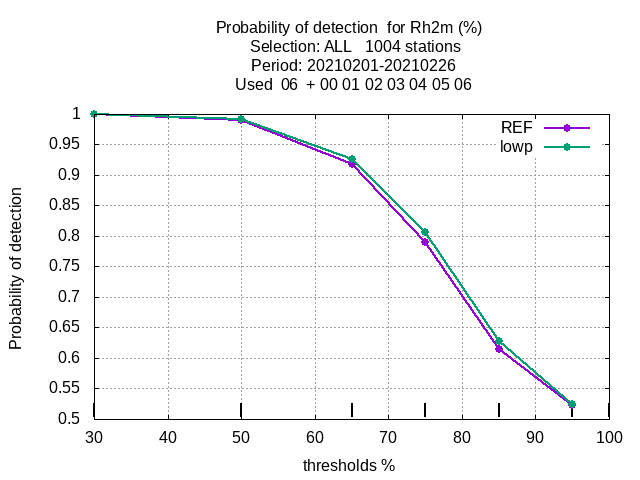 Probability of detection  for Rh2m (%)
Selection: ALL   1004 stations
Period: 20210201-20210226
Used  06  + 00 01 02 03 04 05 06
REF
lowp
1
0.95
0.9
0.85
0.8
0.75
0.7
0.65
0.6
0.55
0.5
Probability of detection
30 40 50 60 70 80 90 100
thresholds %